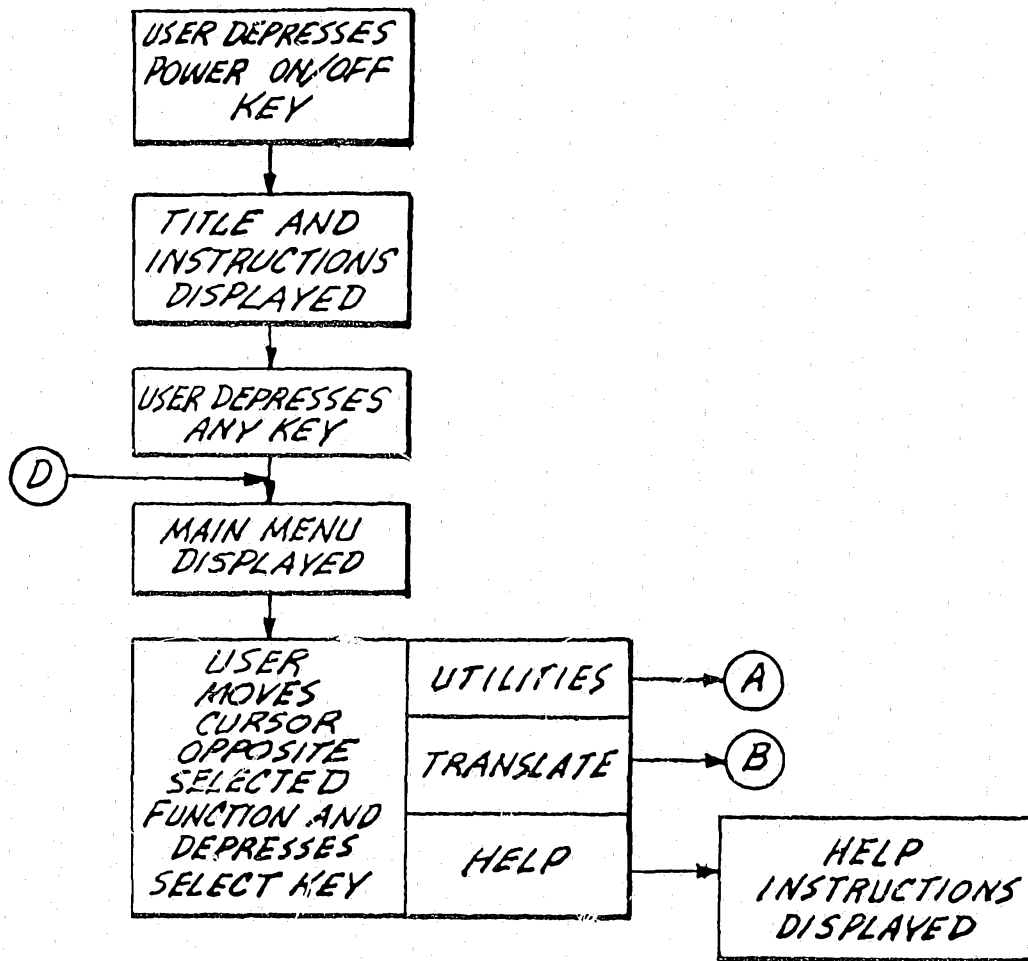 USER DEPRESSES
POWER ON/OFF
KEY
TITLE AND
INSTRUCTIONS
DISPLAYED
USER DEPRESSES
ANY KEY
D
MAIN MENU
DISPLAYED
USER
MOVES
CURSOR
OPPOSITE
SELECTED
FUNCTION AND
DEPRESSES
SELECT KEY
UTILITIES
A
TRANSLATE
B
HELP
HELP
INSTRUCTIONS
DISPLAYED